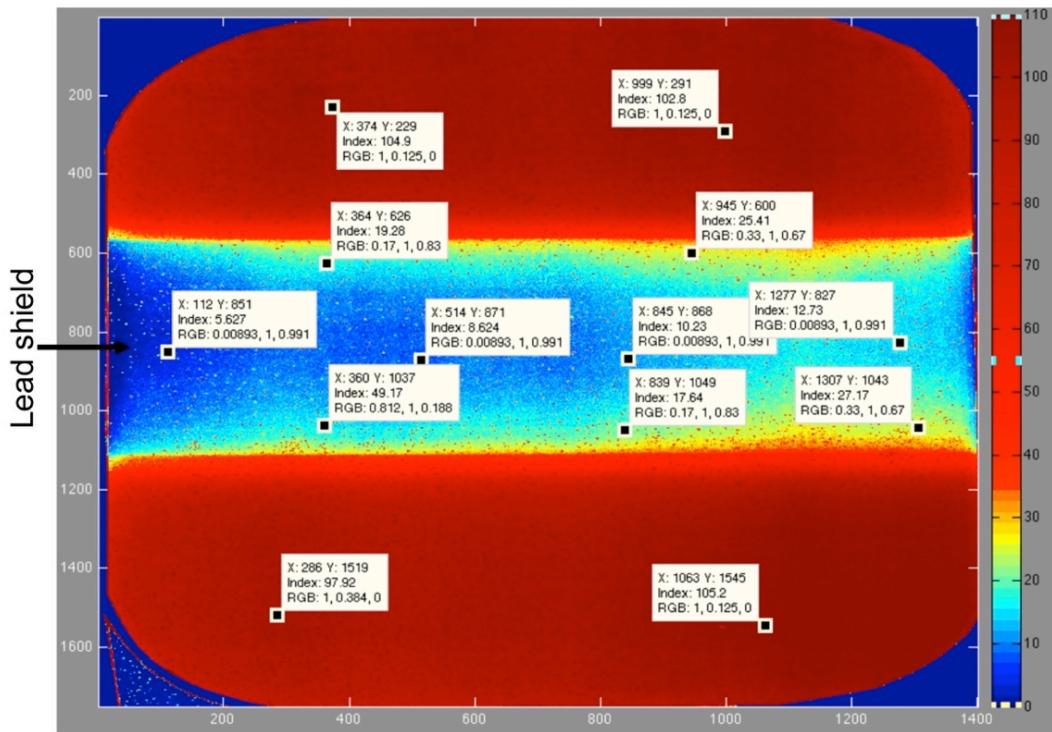 110
100
90
80
70
60
50
40
30
20
10
0
200
400
600
800
1000
1200
1400
1600
X: 374 Y: 229
Index: 104.9
RGB: 1, 0.125, 0
X: 999 Y: 291
Index: 102.8
RGB: 1, 0.125, 0
X: 364 Y: 626
Index: 19.28
RGB: 0.17, 1, 0.83
X: 945 Y: 600
Index: 25.41
RGB: 0.33, 1, 0.67
Lead shield
X: 112 Y: 851
Index: 5.627
RGB: 0.00893, 1, 0.991
X: 514 Y: 871
Index: 8.624
RGB: 0.00893, 1, 0.991
X: 845 Y: 868
Index: 10.23
RGB: 0.00893, 1, 0.991
X: 1277 Y: 827
Index: 12.73
RGB: 0.00893, 1, 0.991
X: 360 Y: 1037
Index: 49.17
RGB: 0.812, 1, 0.188
X: 839 Y: 1049
Index: 17.64
RGB: 0.17, 1, 0.83
X: 1307 Y: 1043
Index: 27.17
RGB: 0.33, 1, 0.67
X: 286 Y: 1519
Index: 97.92
RGB: 1, 0.384, 0
X: 1063 Y: 1545
Index: 105.2
RGB: 1, 0.125, 0
200 400 600 800 1000 1200 1400